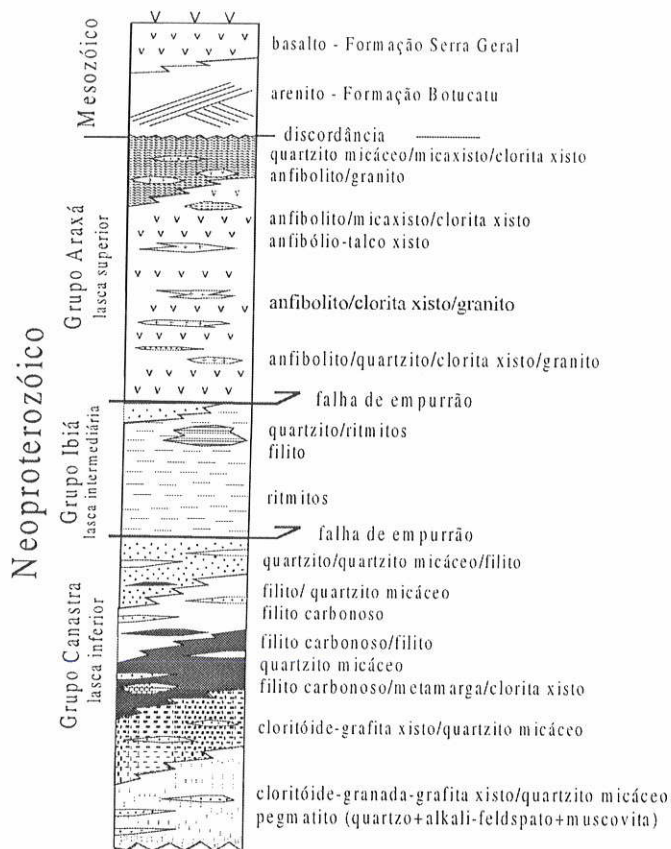 Mesozóico
basalto - Formação Serra Geral
arenito - Formação Botucatu
discordância
Neoproterozóico
Grupo Araxá
lasca superior
quartzito micáceo/micaxisto/clorita xisto
anfibolito/granito
anfibolito/micaxisto/clorita xisto
anfibólio-talco xisto
anfibolito/clorita xisto/granito
anfibolito/quartzito/clorita xisto/granito
falha de empurrão
Grupo Ibiá
lasca intermediária
quartzito/ritmitos
filito
ritmitos
falha de empurrão
Grupo Canastra
lasca inferior
quartzito/quartzito micáceo/filito
filito/ quartzito micáceo
filito carbonoso
filito carbonoso/filito
quartzito micáceo
filito carbonoso/metamarga/clorita xisto
cloritóide-grafita xisto/quartzito micáceo
cloritóide-granada-grafita xisto/quartzito micáceo
pegmatito (quartzo+alkali-feldspato+muscovita)